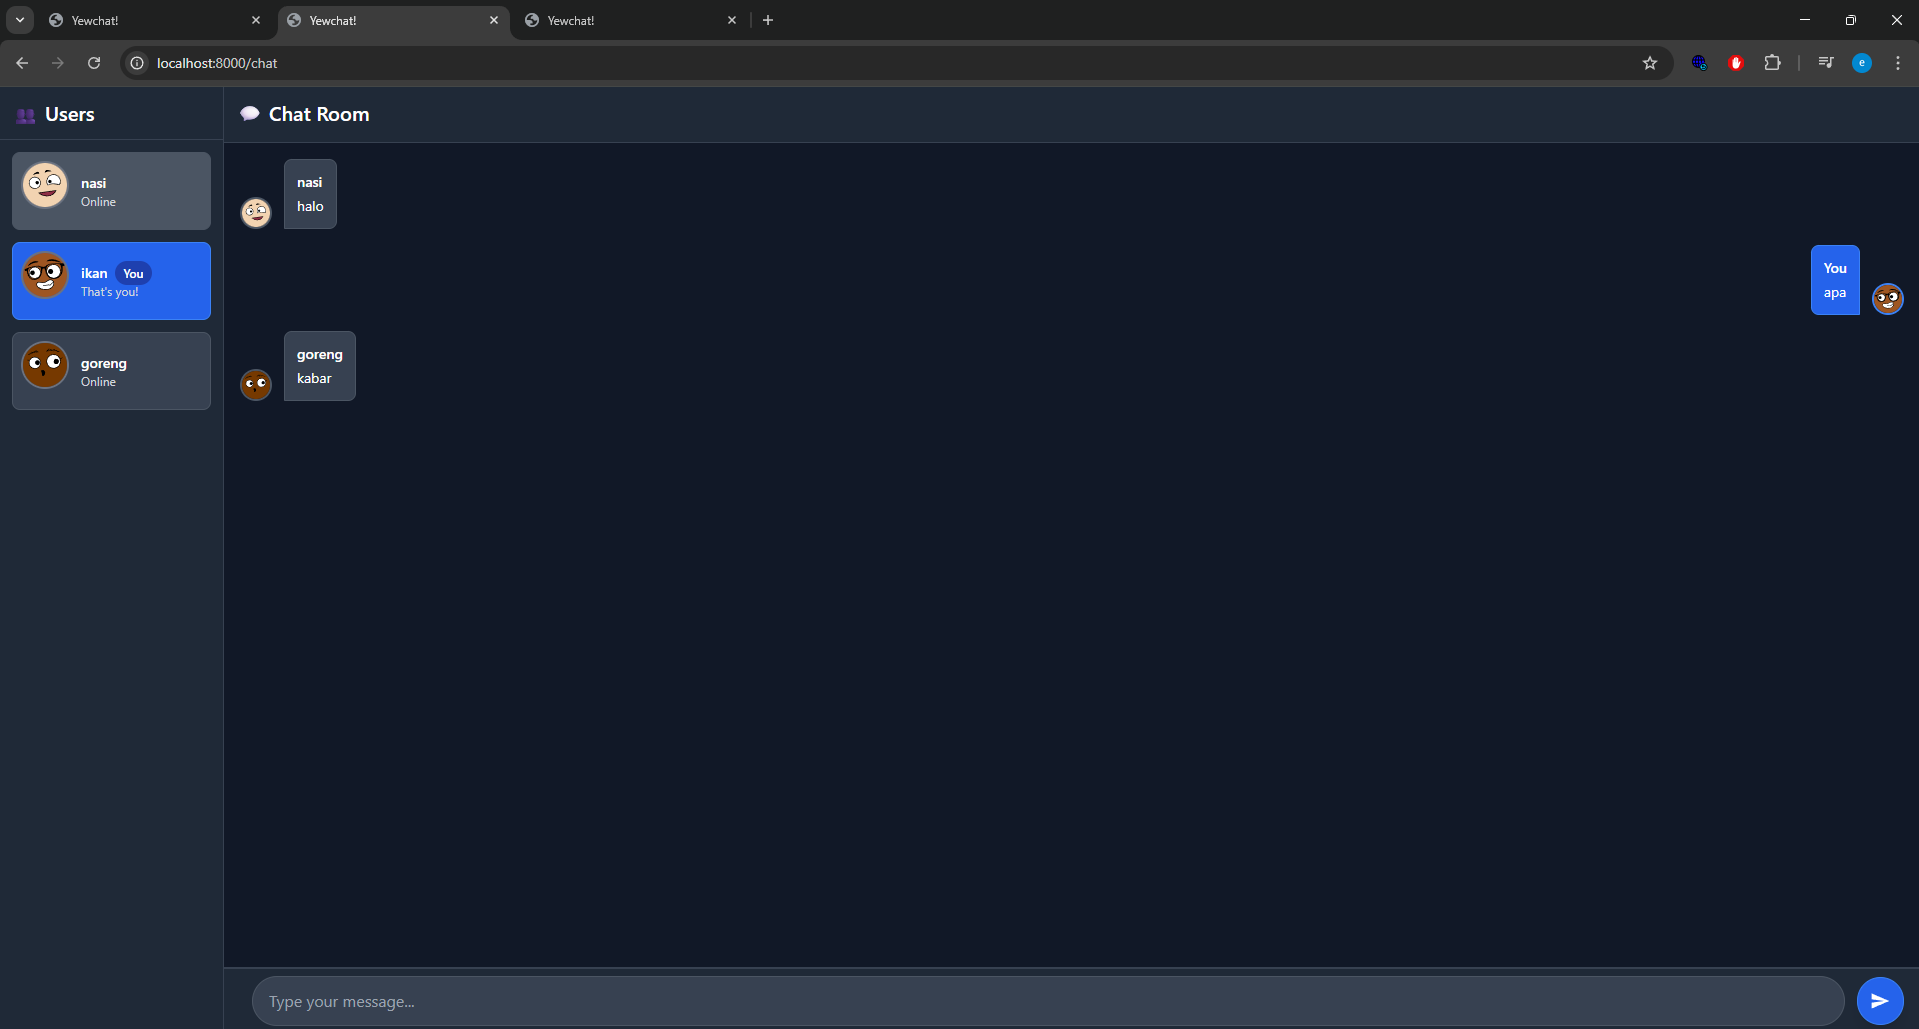 Yewchat!
Yewchat!
Yewchat!
localhost:8000/chat
e
Users
Chat Room
nasi
Online
ikan You
That's you!
goreng
Online
nasi
halo
You
apa
goreng
kabar
Type your message...